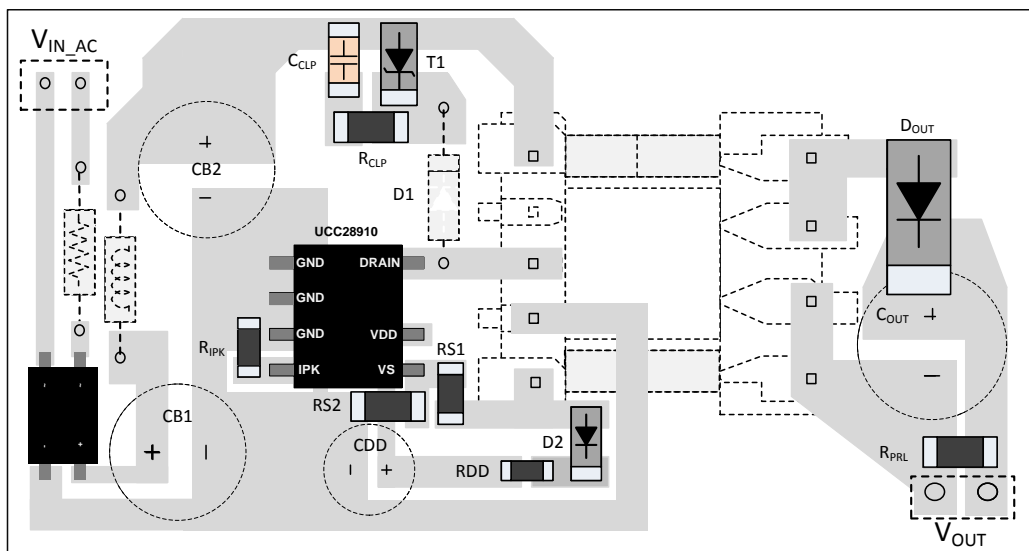 V_IN_AC
C_CLP
T1
R_CLP
D_OUT
CB2
D1
UCC28910
GND
DRAIN
GND
GND
VDD
IPK
VS
R_IPK
RS1
C_OUT
RS2
CB1
CDD
D2
RDD
R_PRL
V_OUT